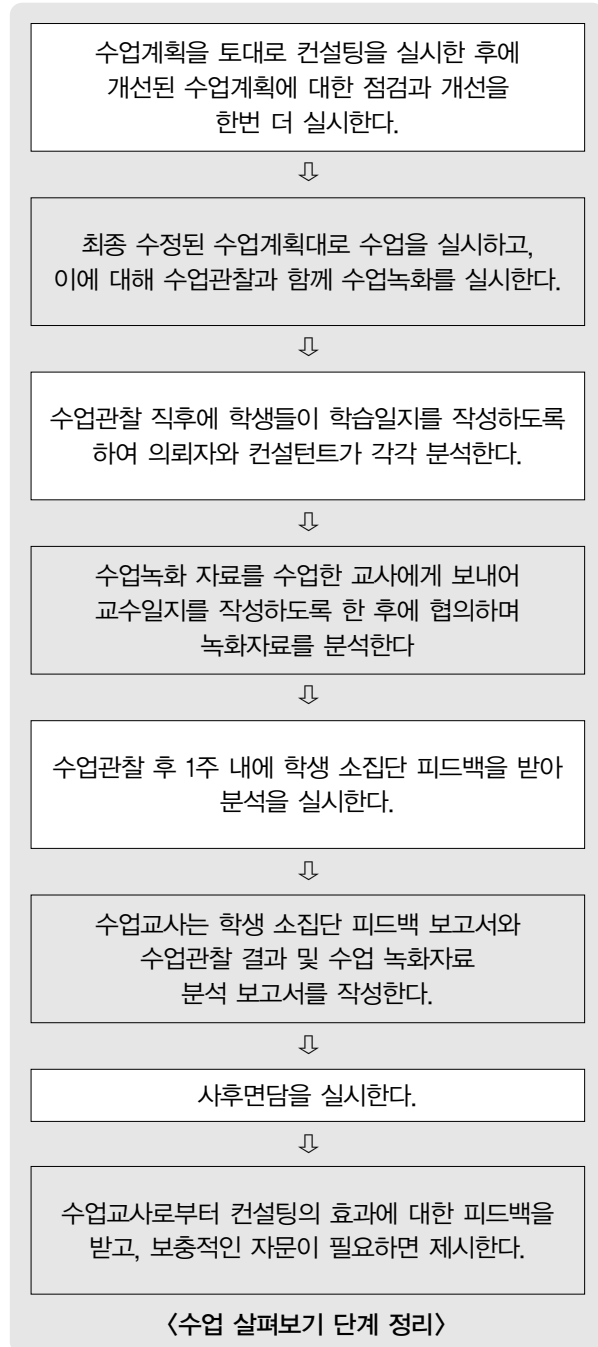 수업계획을 토대로 컨설팅을 실시한 후에
개선된 수업계획에 대한 점검과 개선을
한번 더 실시한다.
⇩
최종 수정된 수업계획대로 수업을 실시하고,
이에 대해 수업관찰과 함께 수업녹화를 실시한다.
⇩
수업관찰 직후에 학생들이 학습일지를 작성하도록
하여 의뢰자와 컨설턴트가 각각 분석한다.
⇩
수업녹화 자료를 수업한 교사에게 보내어
교수일지를 작성하도록 한 후에 협의하며
녹화자료를 분석한다
⇩
수업관찰 후 1주 내에 학생 소집단 피드백을 받아
분석을 실시한다.
⇩
수업교사는 학생 소집단 피드백 보고서와
수업관찰 결과 및 수업 녹화자료
분석 보고서를 작성한다.
⇩
사후면담을 실시한다.
⇩
수업교사로부터 컨설팅의 효과에 대한 피드백을
받고, 보충적인 자문이 필요하면 제시한다.
〈수업 살펴보기 단계 정리〉